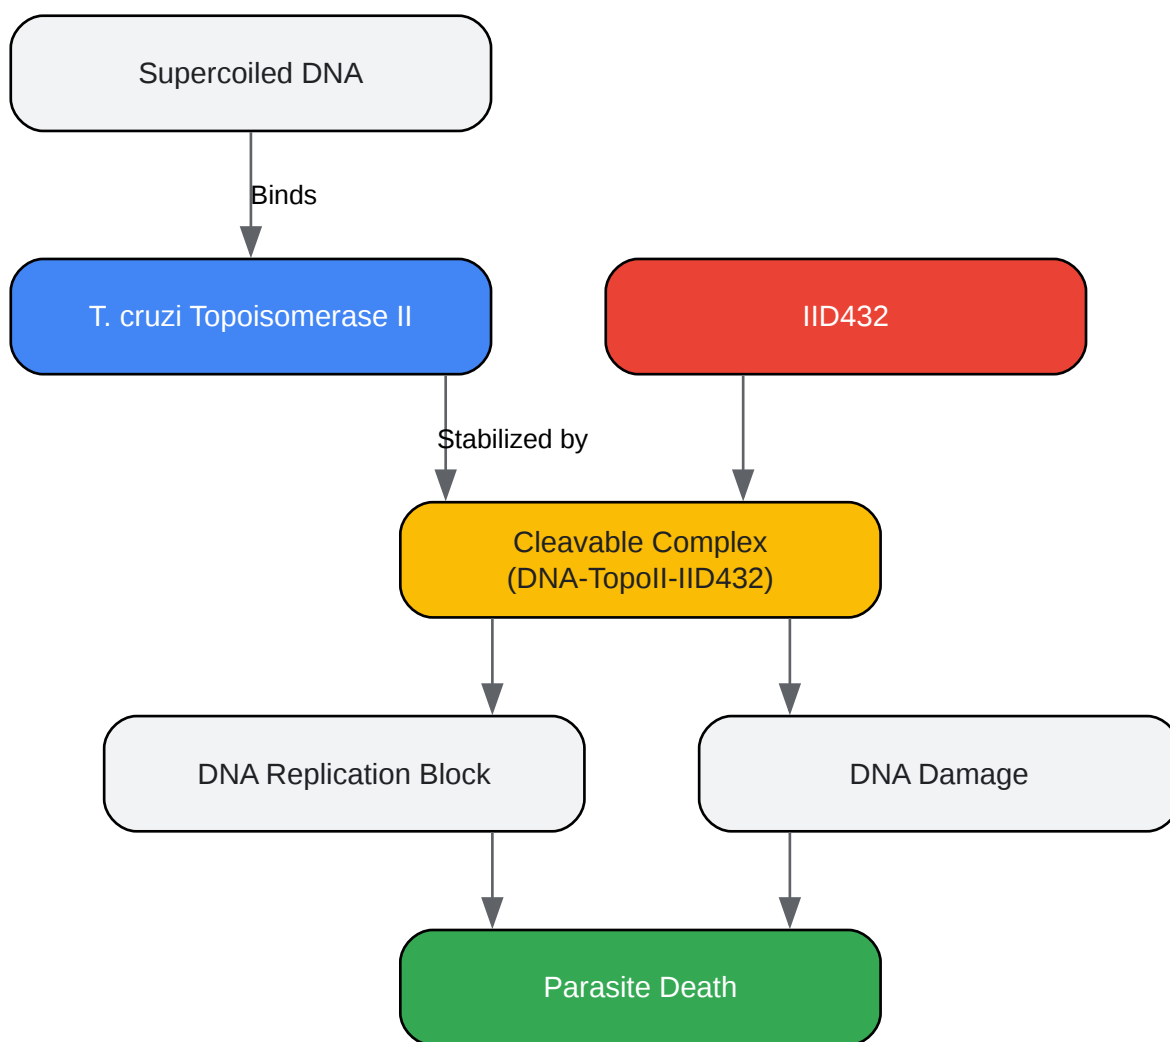 Supercoiled DNA
Binds
T. cruzi Topoisomerase II
IID432
Stabilized by
Cleavable Complex
(DNA-TopoII-IID432)
DNA Replication Block
DNA Damage
Parasite Death